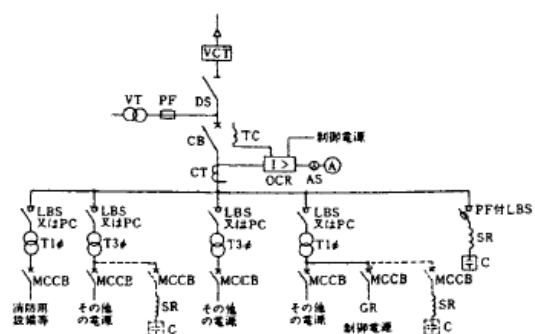 VCT
VT PF
DS
CB TC 制御電源
CT I> OCR AS A
LBS 又はPC
LBS 又はPC
LBS 又はPC
LBS 又はPC
PF付LBS
T1φ
T3φ
T3φ
T1φ
SR
C
MCCB
MCCB
MCCB
MCCB
MCCB
MCCB
MCCB
消防用 設備等
その他 の電源
SR
C
その他 の電源
その他 の電源
GR
制御電源
SR
C